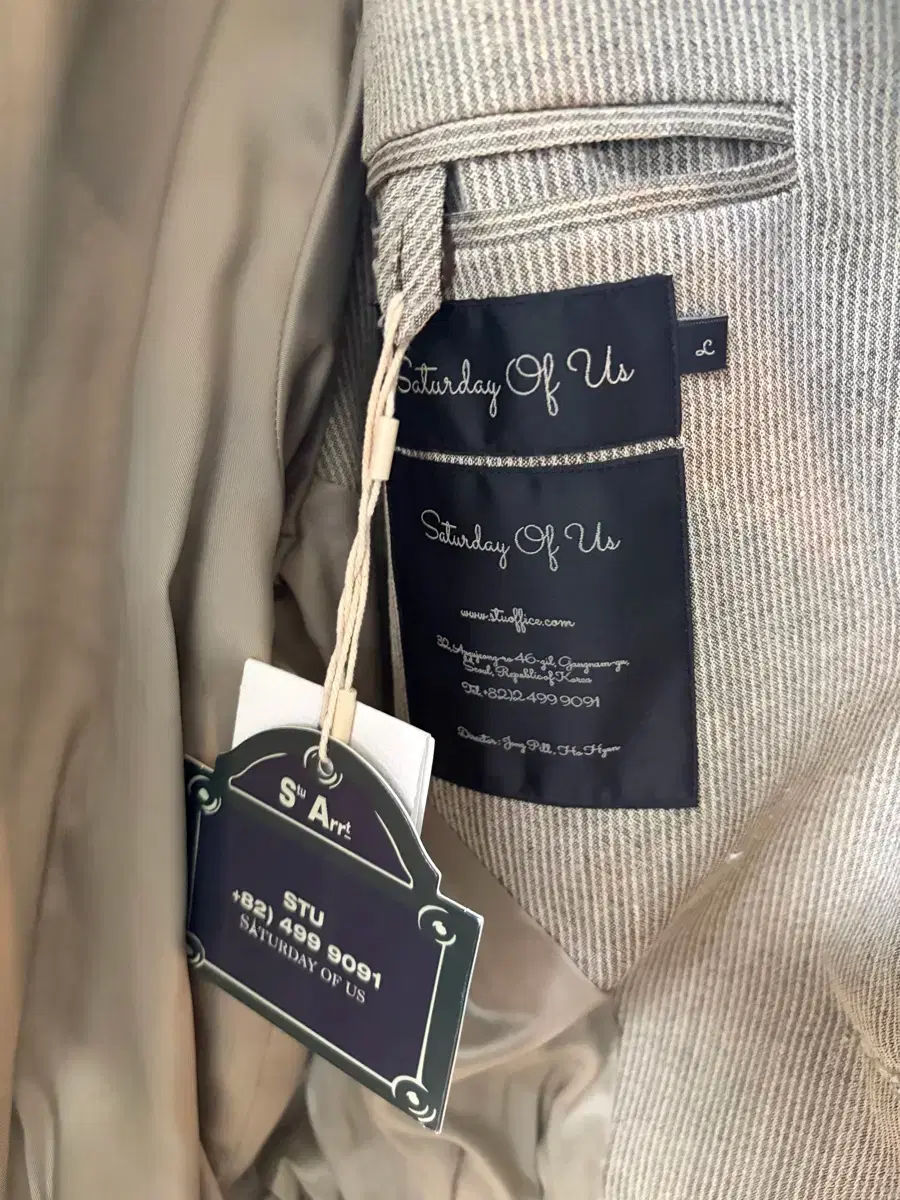 Saturday Of Us
L
Saturday Of Us
www.stuoffice.com
32, Apgujeong-ro 46-gil, Gangnam-gu,
Seoul, Republic of Korea
Tel.+82)2 499 9091
Director: Jung Pill, Ho Hyun
Stu Arrt
STU
+82) 499 9091
SATURDAY OF US